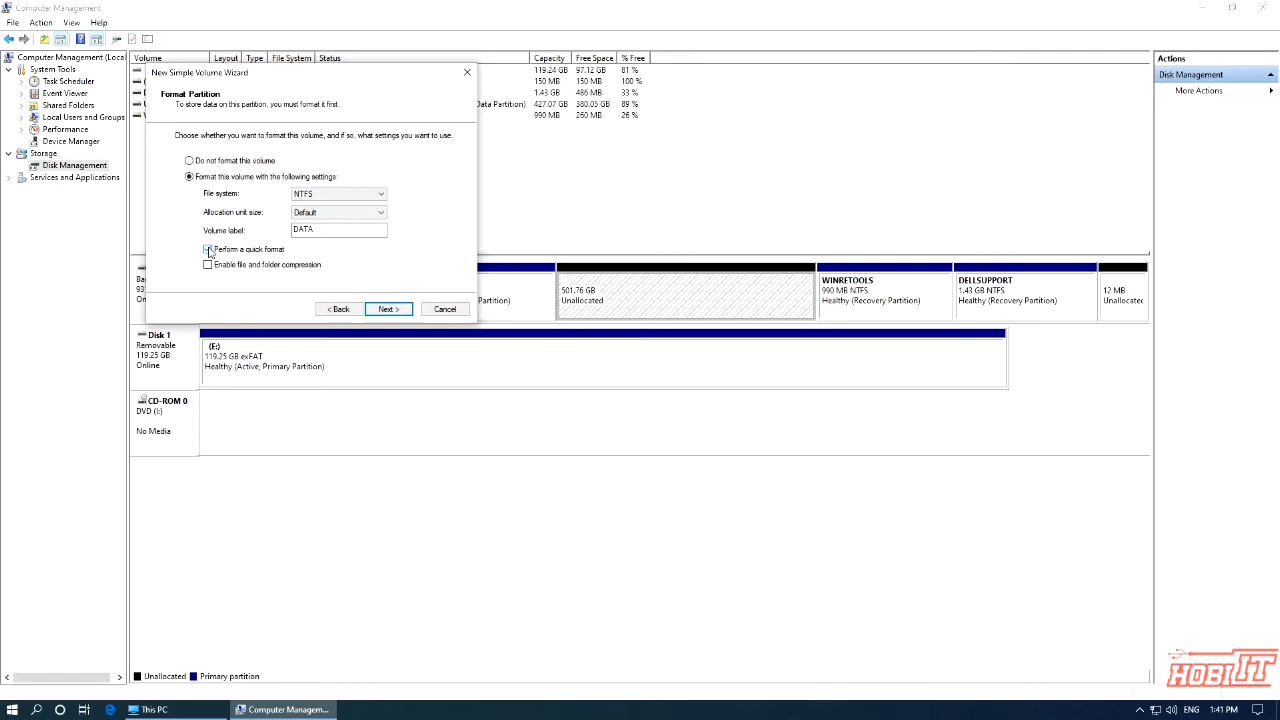 Computer Management
File Action View Help
Computer Management (Local
System Tools
Task Scheduler
Event Viewer
Shared Folders
Local Users and Groups
Performance
Device Manager
Storage
Disk Management
Services and Applications
Volume Layout Type File System Status Capacity Free Space % Free
119.24 GB 97.12 GB 81 %
150 MB 150 MB 100 %
1.43 GB 486 MB 33 %
Data Partition) 427.07 GB 380.05 GB 89 %
990 MB 260 MB 26 %
New Simple Volume Wizard
Format Partition
To store data on this partition, you must format it first.
Choose whether you want to format this volume, and if so, what settings you want to use.
Do not format this volume
Format this volume with the following settings:
File system: NTFS
Allocation unit size: Default
Volume label: DATA
Perform a quick format
Enable file and folder compression
< Back Next > Cancel
Partition)
501.76 GB
Unallocated
WINRETOOLS
990 MB NTFS
Healthy (Recovery Partition)
DELLSUPPORT
1.43 GB NTFS
Healthy (Recovery Partition)
12 MB
Unallocatec
Disk 1
Removable
119.25 GB
Online
(E:)
119.25 GB exFAT
Healthy (Active, Primary Partition)
CD-ROM 0
DVD (I:)
No Media
Unallocated Primary partition
Actions
Disk Management
More Actions
HOBIIT
This PC
Computer Managem...
ENG 1:41 PM